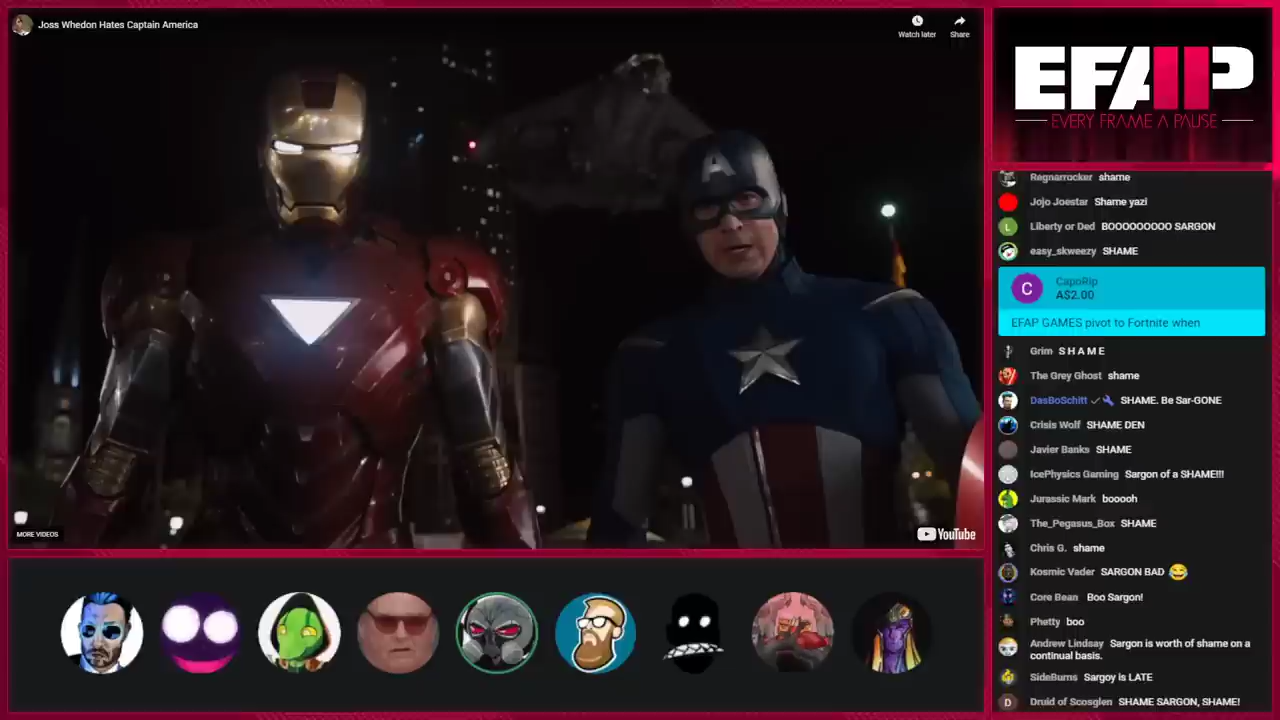 Joss Whedon Hates Captain America
Watch later
Share
A
MORE VIDEOS
YouTube
EFAP
EVERY FRAME A PAUSE
Regnarrocker shame
Jojo Joestar Shame yazi
L
Liberty or Ded BOOOOOOOOO SARGON
easy_skweezy SHAME
C
CapoRip
A$2.00
EFAP GAMES pivot to Fortnite when
Grim S H A M E
The Grey Ghost shame
DasBoSchitt SHAME. Be Sar-GONE
Crisis Wolf SHAME DEN
Javier Banks SHAME
IcePhysics Gaming Sargon of a SHAME!!!
Jurassic Mark booooh
The_Pegasus_Box SHAME
Chris G. shame
Kosmic Vader SARGON BAD 😂
Core Bean Boo Sargon!
Phetty boo
Andrew Lindsay Sargon is worth of shame on a
continual basis.
SideBums Sargoy is LATE
D
Druid of Scosglen SHAME SARGON, SHAME!